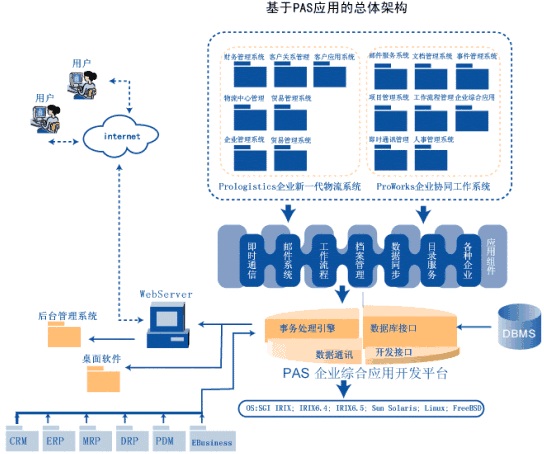 基于PAS应用的总体架构
用户
用户
internet
财务管理系统 客户关系管理 客户应用系统
物流中心管理 贸易管理系统
企业管理系统 贸易管理系统
Prologistics企业新一代物流系统
邮件服务系统 文档管理系统 事件管理系统
项目管理系统 工作流程管理 企业综合应用
即时通讯管理 人事管理系统
ProWorks企业协同工作系统
即时通信
邮件系统
工作流程
档案管理
数据同步
目录服务
各种企业
应用组件
WebServer
后台管理系统
桌面软件
事务处理引擎
数据库接口
数据通讯
开发接口
DBMS
PAS 企业综合应用开发平台
OS:SGI IRIX; IRIX6.4; IRIX6.5; Sun Solaris; Linux; FreeBSD
CRM
ERP
MRP
DRP
PDM
EBusiness